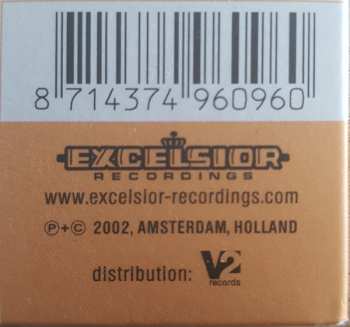 8 714374 960960
EXCELSIOR
RECORDINGS
www.excelsior-recordings.com
Ⓟ+© 2002, AMSTERDAM, HOLLAND
distribution: V2
records